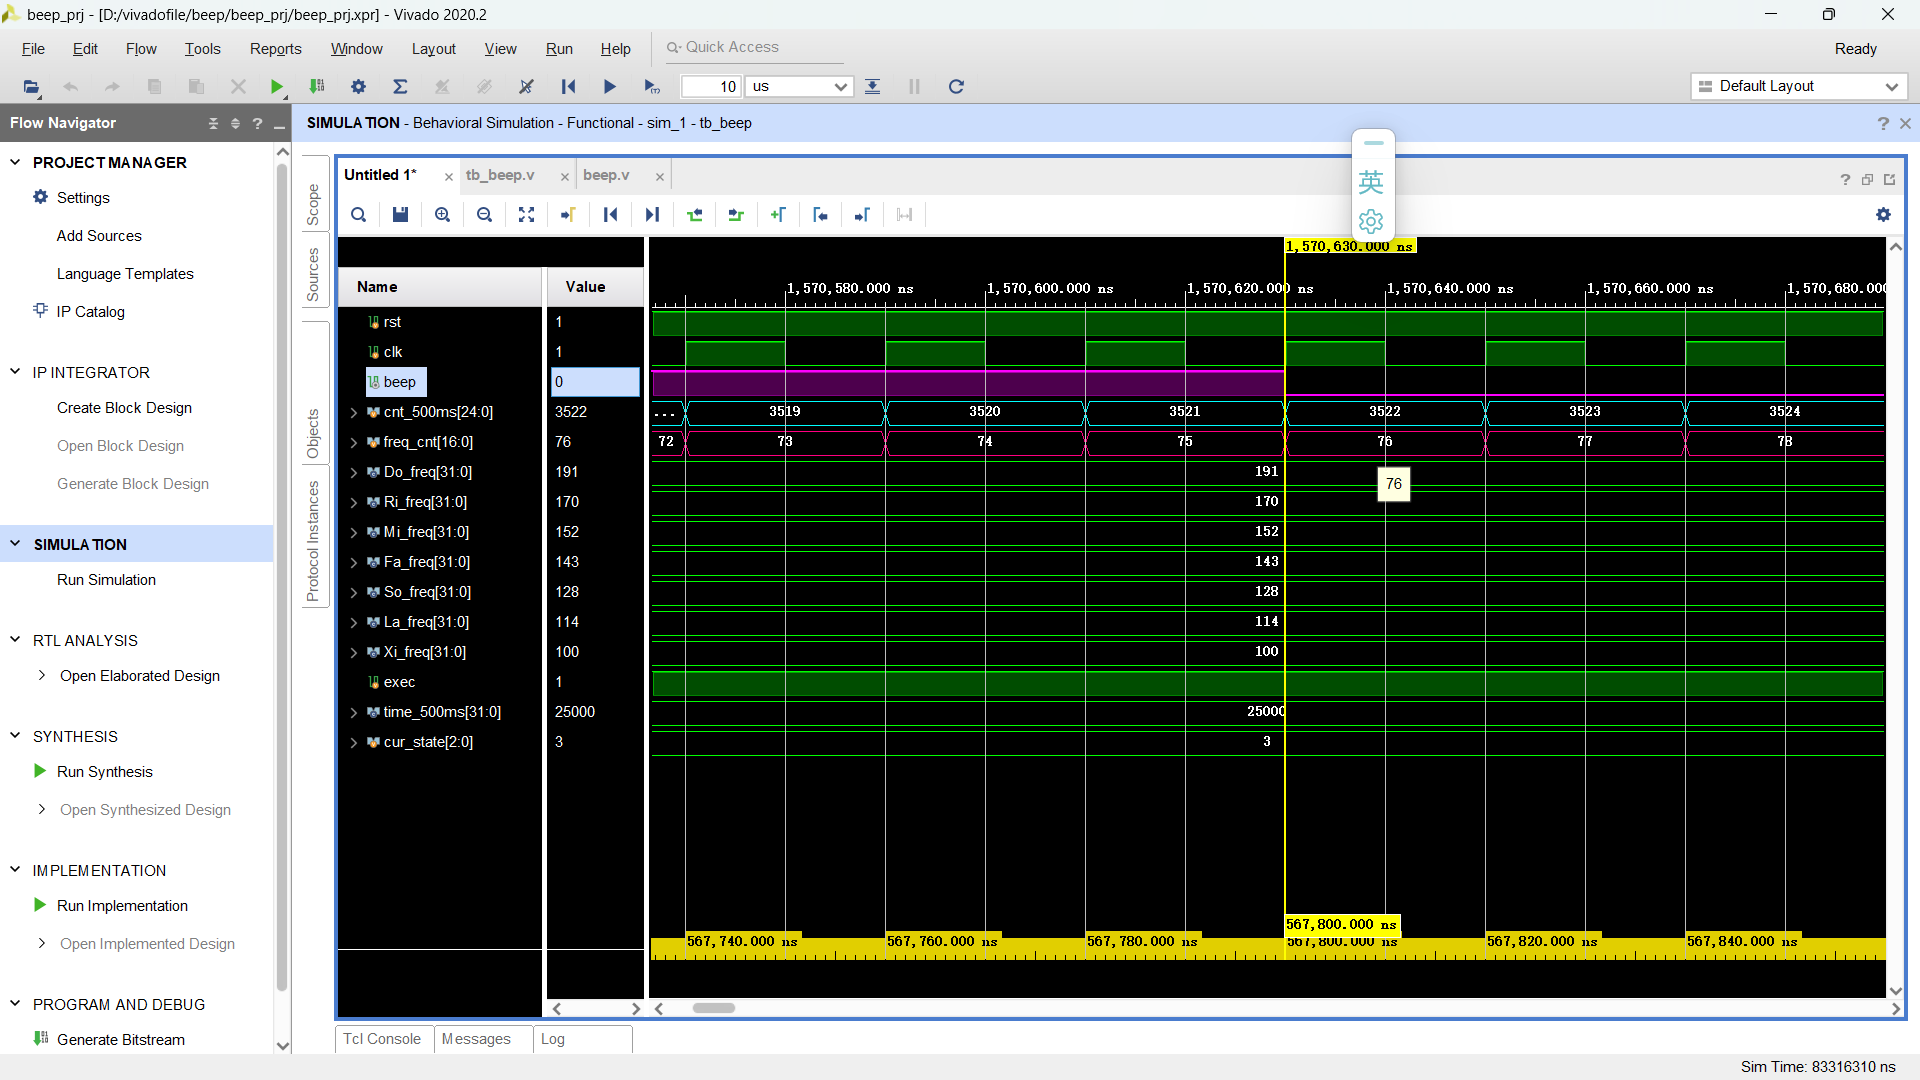 beep_prj - [D:/vivadofile/beep/beep_prj/beep_prj.xpr] - Vivado 2020.2
File Edit Flow Tools Reports Window Layout View Run Help Quick Access Ready
10 us Default Layout
Flow Navigator
SIMULATION - Behavioral Simulation - Functional - sim_1 - tb_beep
PROJECT MANAGER
Settings
Add Sources
Language Templates
IP Catalog
IP INTEGRATOR
Create Block Design
Open Block Design
Generate Block Design
SIMULATION
Run Simulation
RTL ANALYSIS
Open Elaborated Design
SYNTHESIS
Run Synthesis
Open Synthesized Design
IMPLEMENTATION
Run Implementation
Open Implemented Design
PROGRAM AND DEBUG
Generate Bitstream
Scope
Sources
Objects
Protocol Instances
Untitled 1* tb_beep.v beep.v
英
1,570,630.000 ns
Name Value
1,570,580.000 ns 1,570,600.000 ns 1,570,620.000 ns 1,570,640.000 ns 1,570,660.000 ns 1,570,680.000
rst 1
clk 1
beep 0
cnt_500ms[24:0] 3522 ... 3519 3520 3521 3522 3523 3524
freq_cnt[16:0] 76 72 73 74 75 76 77 78
Do_freq[31:0] 191 191
76
Ri_freq[31:0] 170 170
Mi_freq[31:0] 152 152
Fa_freq[31:0] 143 143
So_freq[31:0] 128 128
La_freq[31:0] 114 114
Xi_freq[31:0] 100 100
exec 1
time_500ms[31:0] 25000 25000
cur_state[2:0] 3 3
567,800.000 ns
567,740.000 ns 567,760.000 ns 567,780.000 ns 567,800.000 ns 567,820.000 ns 567,840.000 ns
Tcl Console Messages Log
Sim Time: 83316310 ns